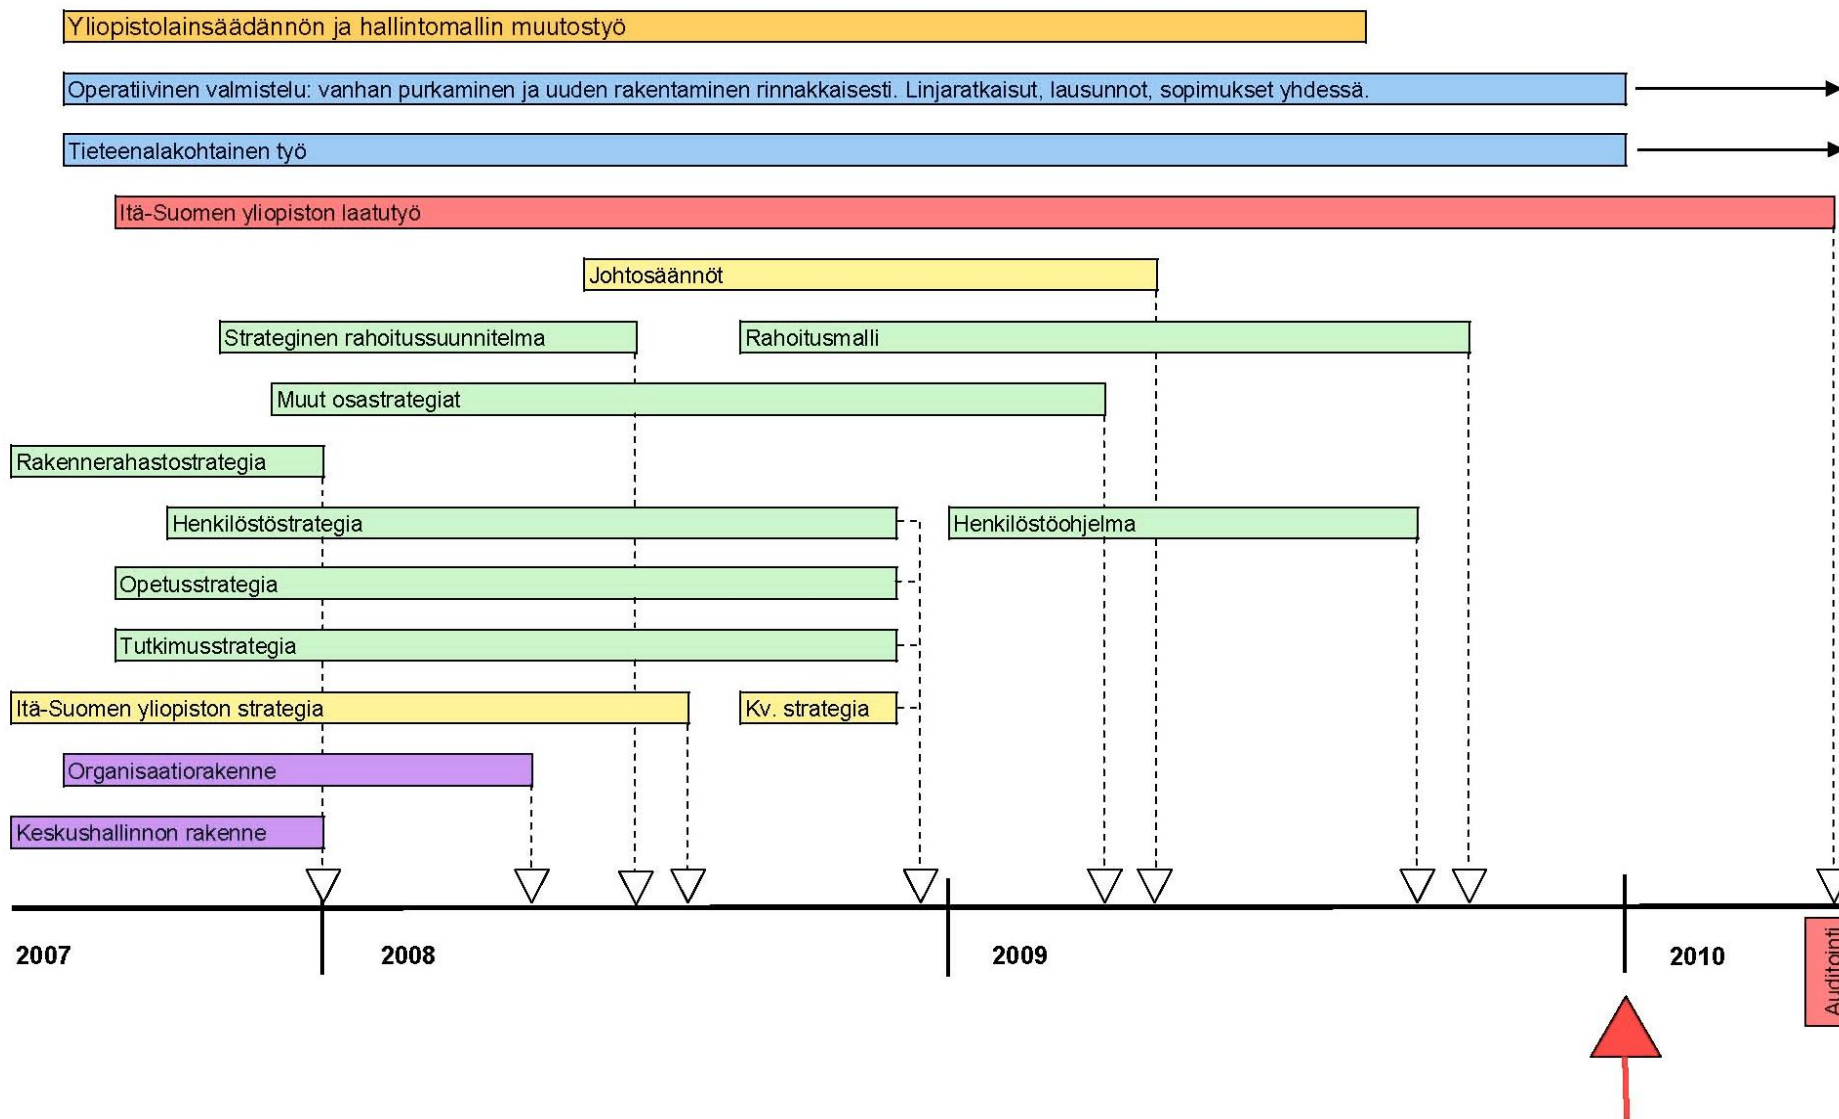 Yliopistolainsäädännön ja hallintomallin muutostyö
Operatiivinen valmistelu: vanhan purkaminen ja uuden rakentaminen rinnakkaisesti. Linjaratkaisut, lausunnot, sopimukset yhdessä.
Tieteenalakohtainen työ
Itä-Suomen yliopiston laatutyö
Johtosäännöt
Strateginen rahoitussuunnitelma
Rahoitusmalli
Muut osastrategiat
Rakennerahastostrategia
Henkilöstöstrategia
Henkilöstöohjelma
Opetusstrategia
Tutkimusstrategia
Itä-Suomen yliopiston strategia
Kv. strategia
Organisaatiorakenne
Keskushallinnon rakenne
2007
2008
2009
2010
Auditointi